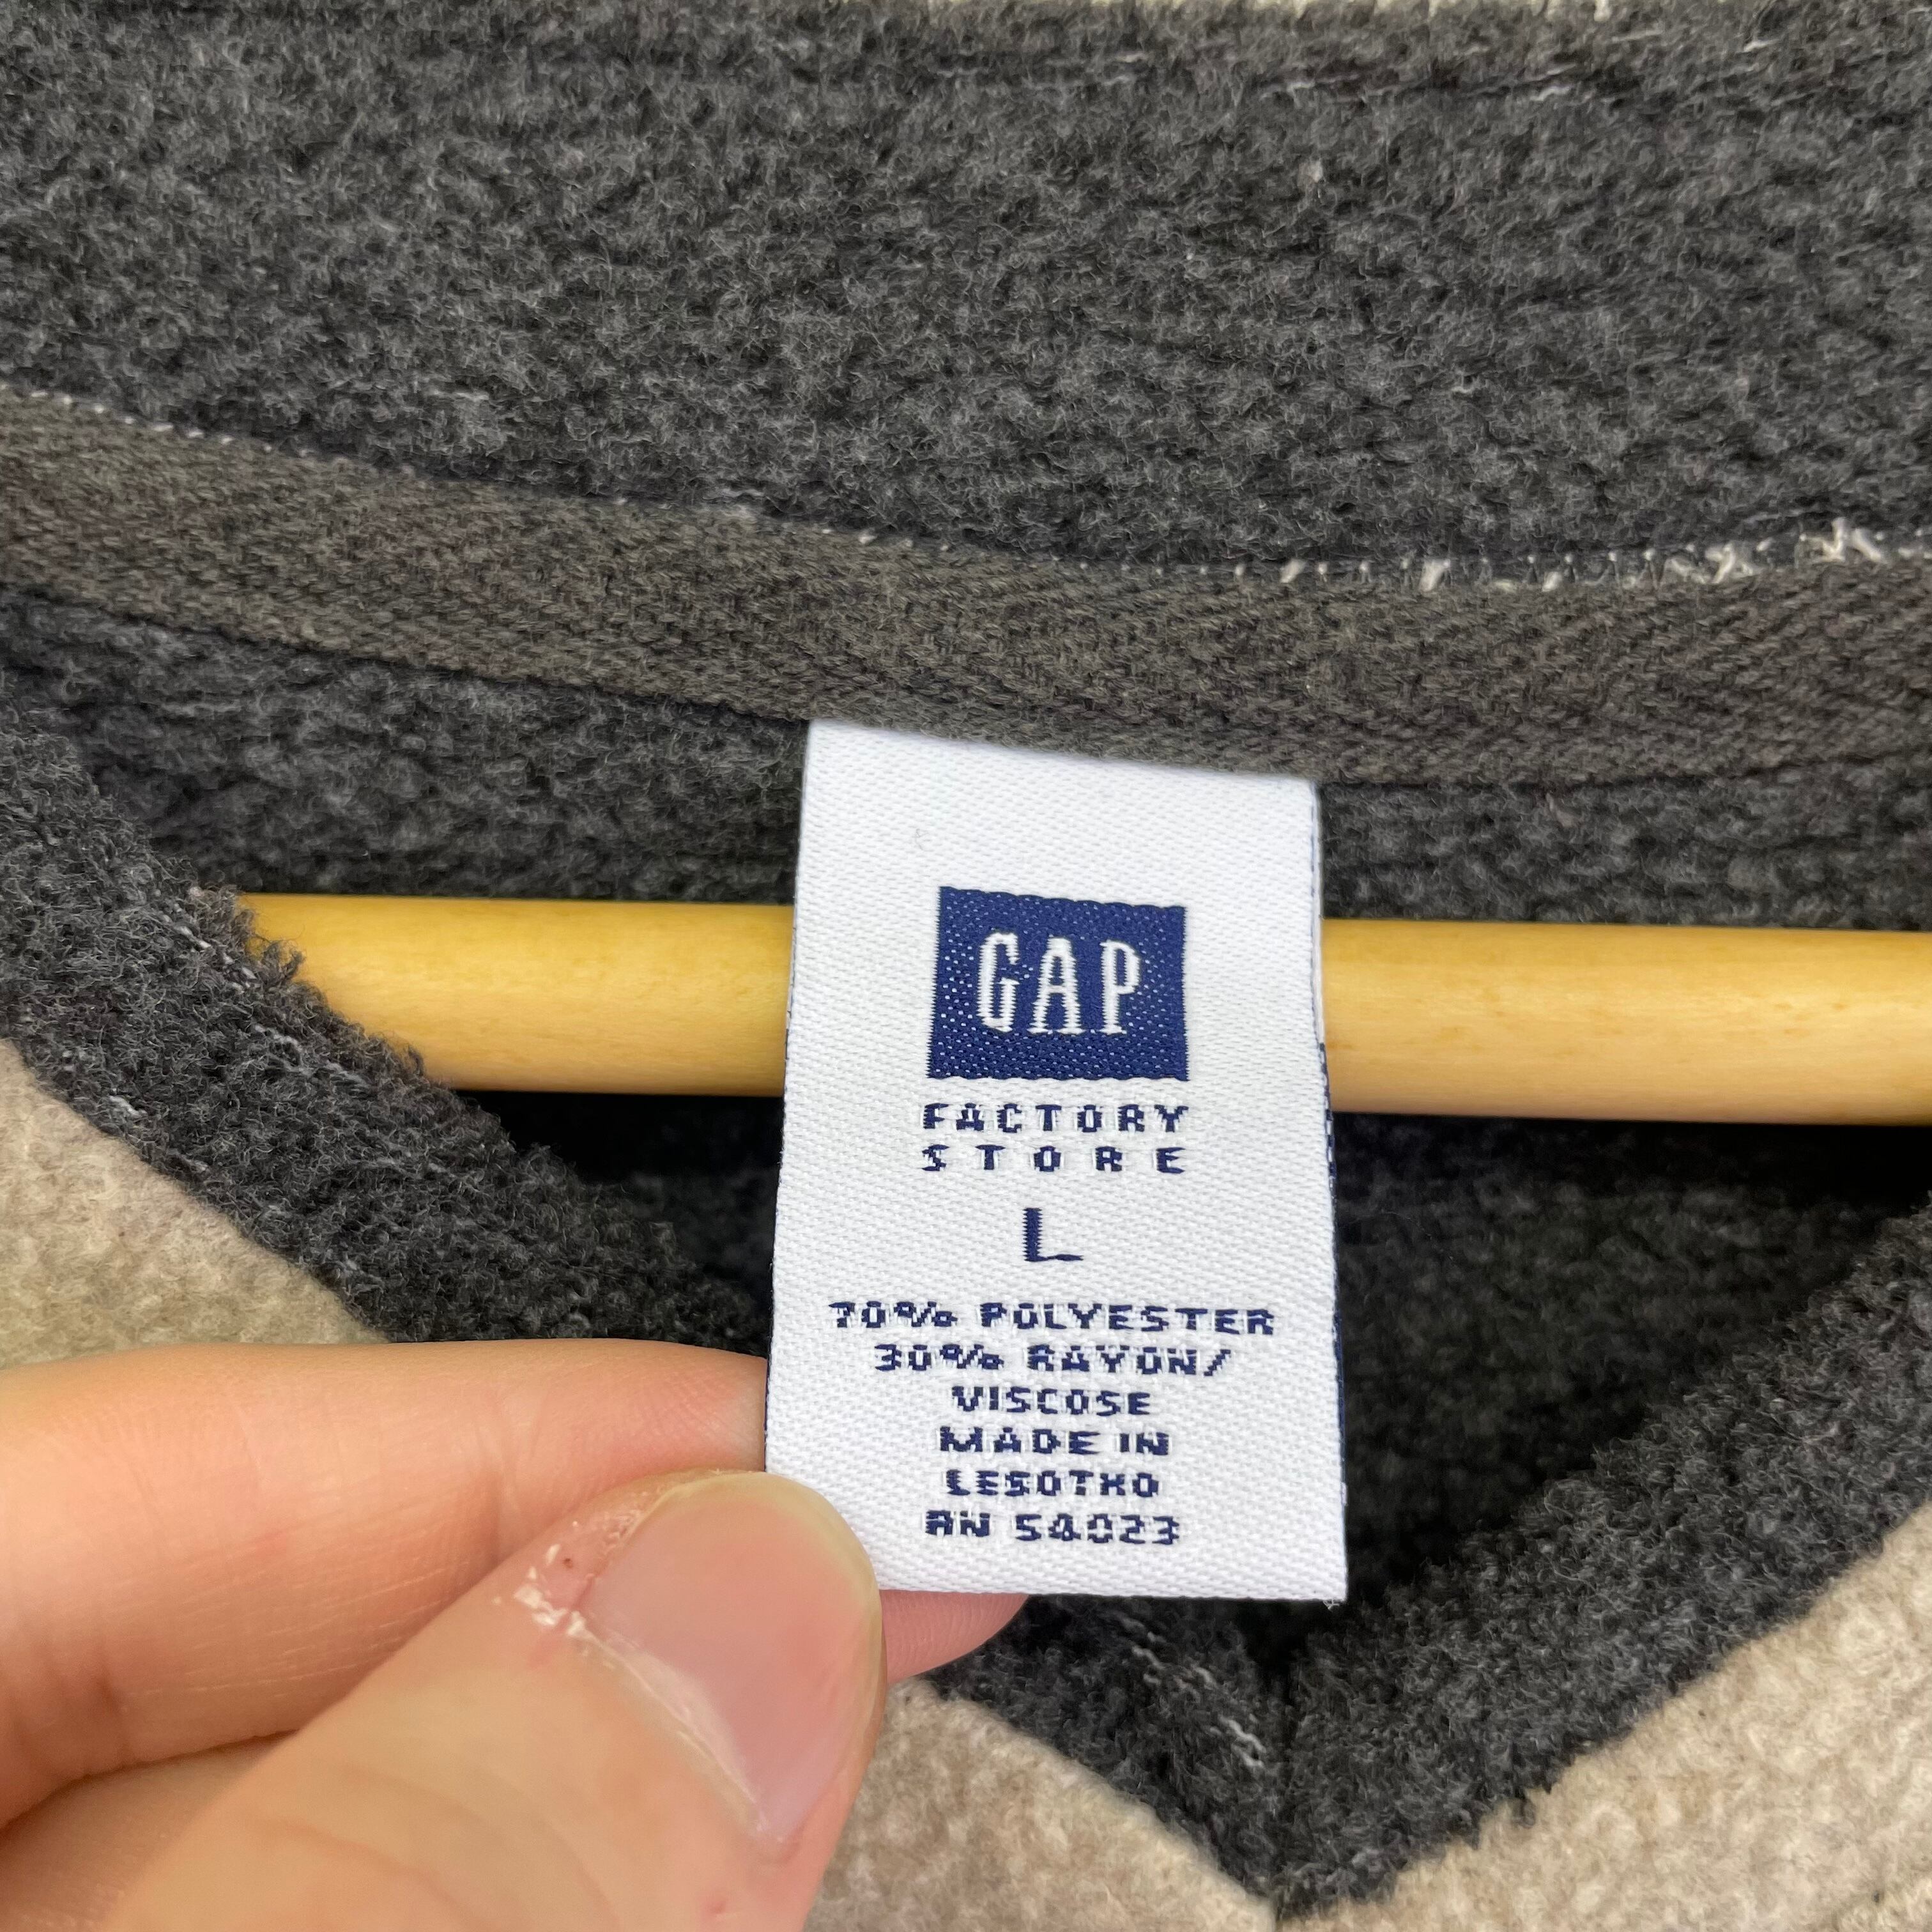 GAP
FACTORY
STORE
L
70% POLYESTER
30% RAYON/
VISCOSE
MADE IN
LESOTHO
RN 54023